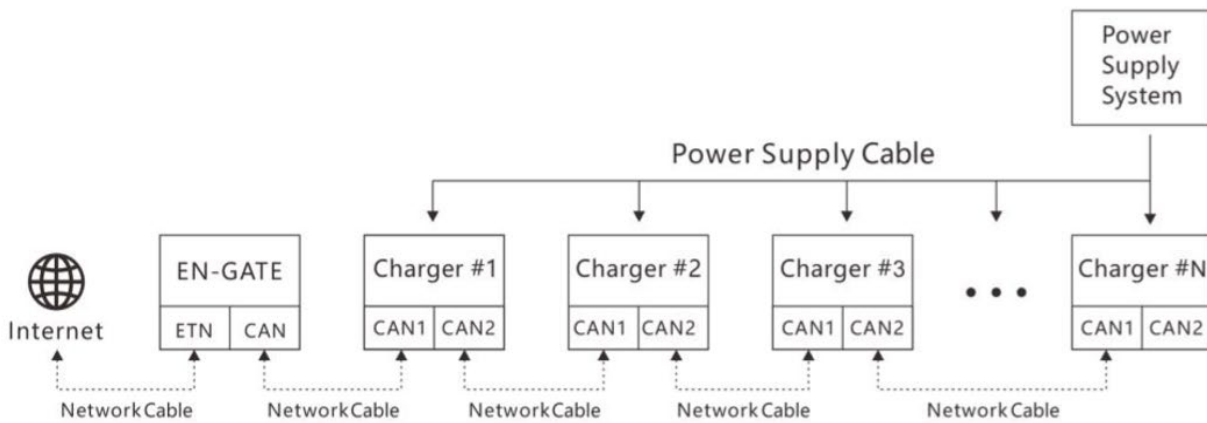 Power
Supply
System
Power Supply Cable
EN-GATE
Charger #1
Charger #2
Charger #3
Charger #N
Internet
ETN
CAN
CAN1
CAN2
CAN1
CAN2
CAN1
CAN2
CAN1
CAN2
Network Cable
Network Cable
Network Cable
Network Cable
Network Cable